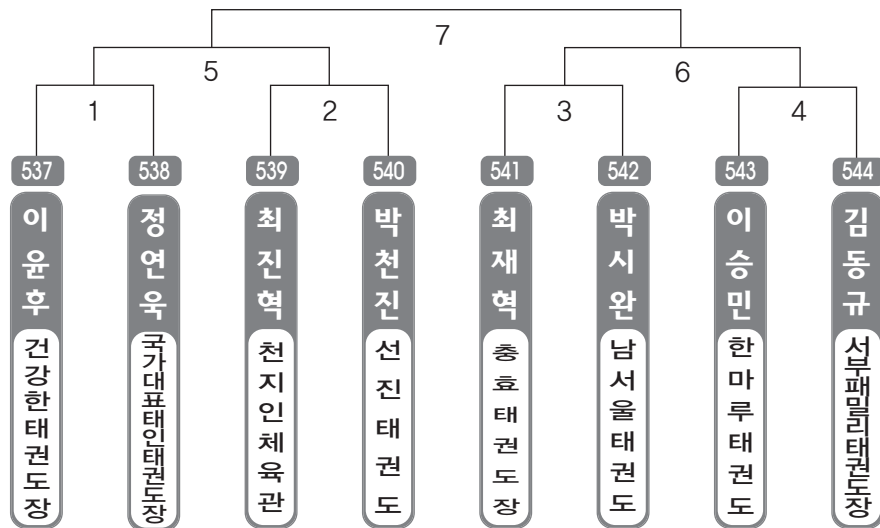 7
5
6
1
2
3
4
537
538
539
540
541
542
543
544
이윤후
정연욱
최진혁
박천진
최재혁
박시완
이승민
김동규
건강한태권도장
국가대표태인태권도장
천지인체육관
선진태권도
충효태권도장
남서울태권도
한마루태권도
서부패밀리태권도장